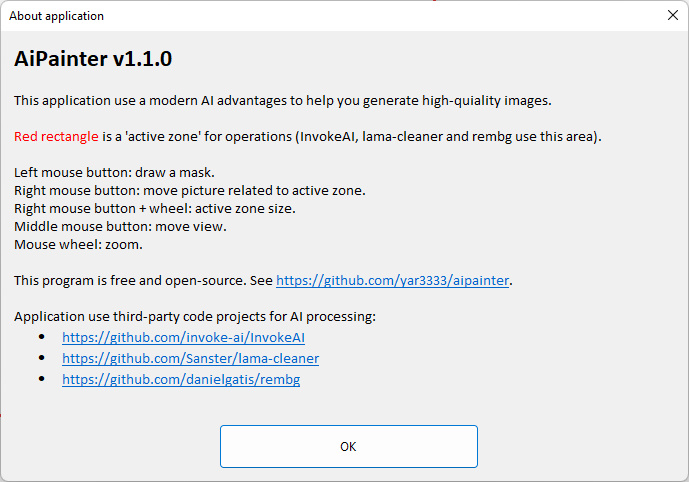 About application
AiPainter v1.1.0
This application use a modern AI advantages to help you generate high-quiality images.
Red rectangle is a 'active zone' for operations (InvokeAI, lama-cleaner and rembg use this area).
Left mouse button: draw a mask.
Right mouse button: move picture related to active zone.
Right mouse button + wheel: active zone size.
Middle mouse button: move view.
Mouse wheel: zoom.
This program is free and open-source. See https://github.com/yar3333/aipainter.
Application use third-party code projects for AI processing:
• https://github.com/invoke-ai/InvokeAI
• https://github.com/Sanster/lama-cleaner
• https://github.com/danielgatis/rembg
OK